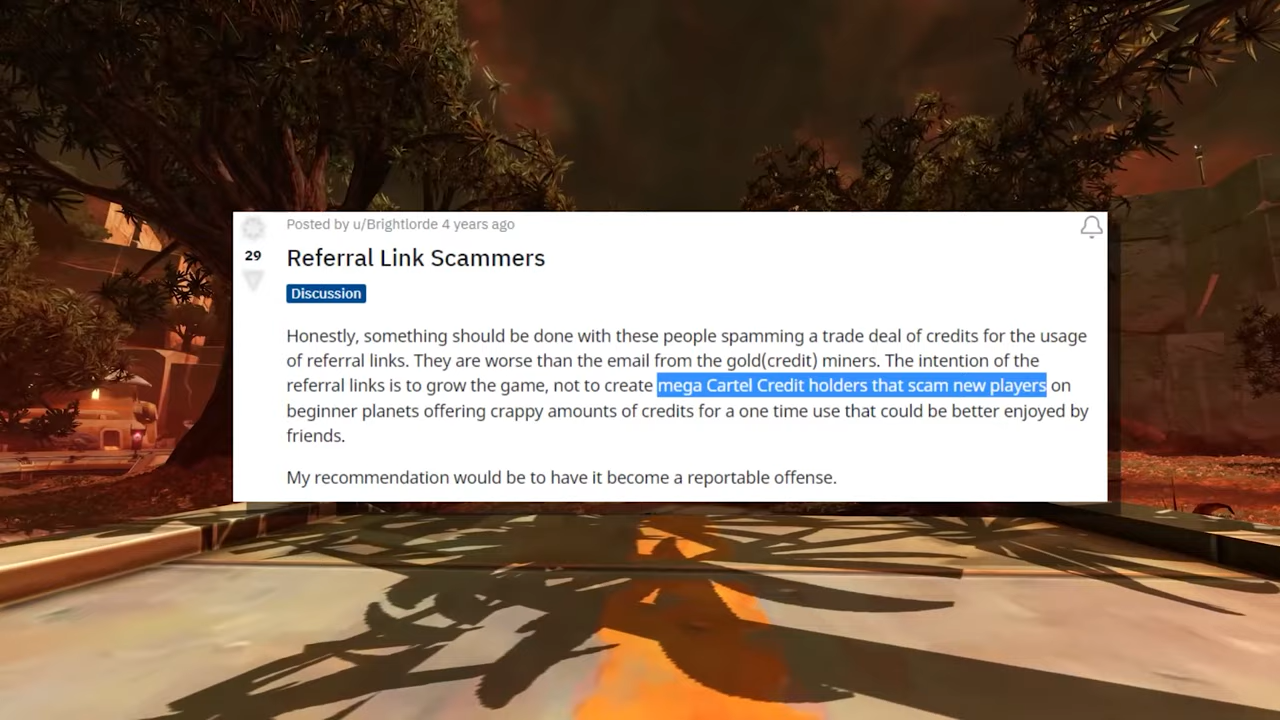 Posted by u/Brightlorde 4 years ago
29
Referral Link Scammers
Discussion
Honestly, something should be done with these people spamming a trade deal of credits for the usage
of referral links. They are worse than the email from the gold(credit) miners. The intention of the
referral links is to grow the game, not to create mega Cartel Credit holders that scam new players on
beginner planets offering crappy amounts of credits for a one time use that could be better enjoyed by
friends.
My recommendation would be to have it become a reportable offense.